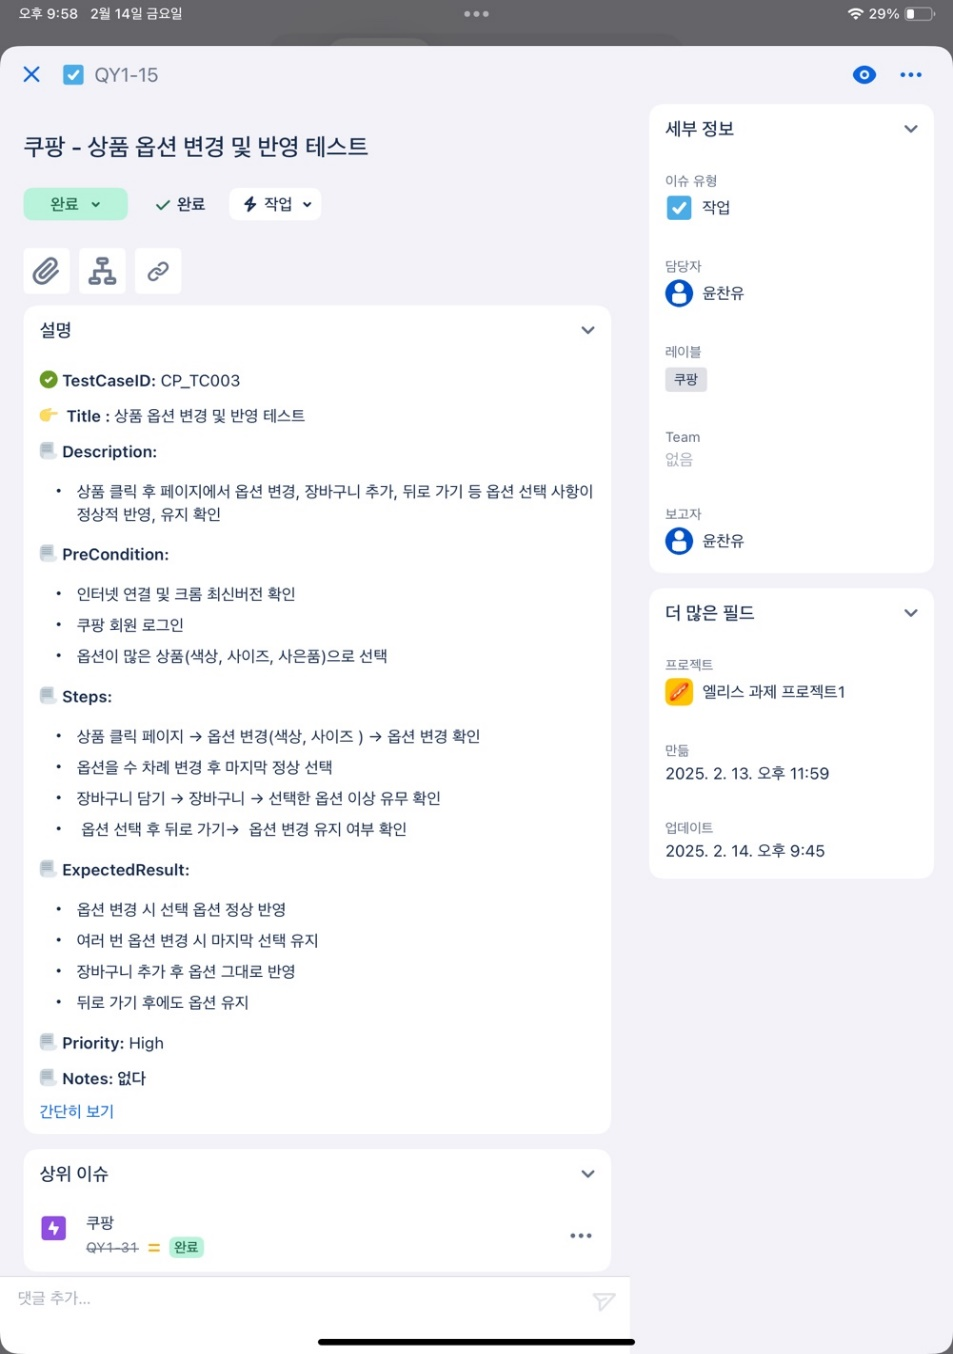 오후 9:58 2월 14일 금요일
29%
QY1-15
쿠팡 - 상품 옵션 변경 및 반영 테스트
완료
완료
작업
설명
TestCaseID: CP_TC003
Title : 상품 옵션 변경 및 반영 테스트
Description:
• 상품 클릭 후 페이지에서 옵션 변경, 장바구니 추가, 뒤로 가기 등 옵션 선택 사항이
정상적 반영, 유지 확인
PreCondition:
• 인터넷 연결 및 크롬 최신버전 확인
• 쿠팡 회원 로그인
• 옵션이 많은 상품(색상, 사이즈, 사은품)으로 선택
Steps:
• 상품 클릭 페이지 → 옵션 변경(색상, 사이즈 ) → 옵션 변경 확인
• 옵션을 수 차례 변경 후 마지막 정상 선택
• 장바구니 담기 → 장바구니 → 선택한 옵션 이상 유무 확인
• 옵션 선택 후 뒤로 가기→ 옵션 변경 유지 여부 확인
ExpectedResult:
• 옵션 변경 시 선택 옵션 정상 반영
• 여러 번 옵션 변경 시 마지막 선택 유지
• 장바구니 추가 후 옵션 그대로 반영
• 뒤로 가기 후에도 옵션 유지
Priority: High
Notes: 없다
간단히 보기
상위 이슈
쿠팡
QY1-31 완료
댓글 추가...
세부 정보
이슈 유형
작업
담당자
윤찬유
레이블
쿠팡
Team
없음
보고자
윤찬유
더 많은 필드
프로젝트
엘리스 과제 프로젝트1
만듦
2025. 2. 13. 오후 11:59
업데이트
2025. 2. 14. 오후 9:45